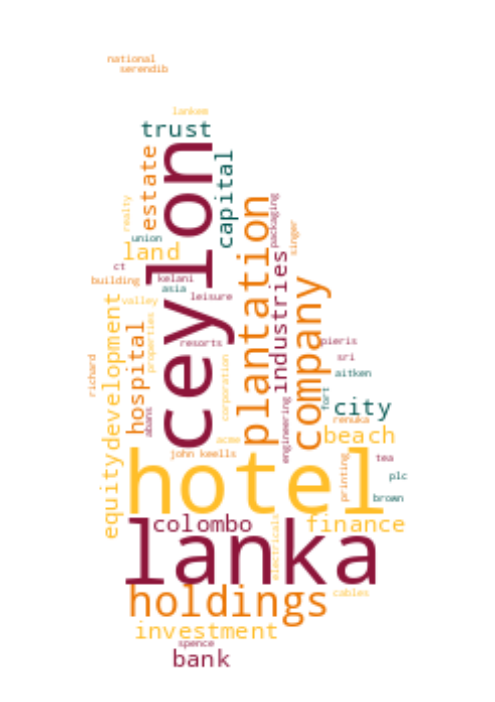 national
serendib
lankem
trust
estate
ceylon
capital
realty
plantation
packaging
singer
union
land
industries
ct
asia
kelani
building
leisure
company
valley
development
hospital
properties
resorts
pieris
sri
richard
corporation
aitken
fort
abans
city
renuka
engineering
acme
beach
john keells
equity
hotel
printing
tea
plc
brown
lanka
colombo
electricals
finance
holdings
cables
investment
spence
bank